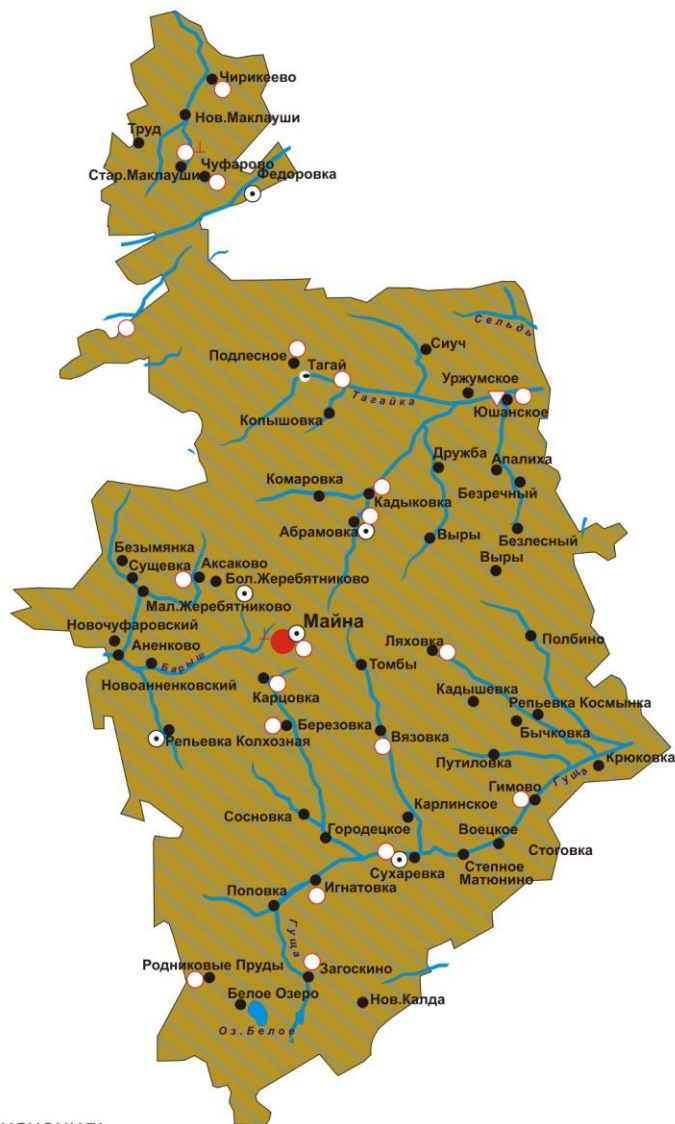 Чирикеево
Нов.Маклауши
Труд
Чуфарово
Стар.Маклауши
Федоровка
Сельдь
Сиуч
Подлесное
Тагай
Уржумское
Тагайка
Юшанское
Копышовка
Дружба
Апалиха
Комаровка
Безречный
Кадыковка
Абрамовка
Выры
Безлесный
Безымянка
Выры
Сущевка
Аксаково
Бол.Жеребятниково
Мал.Жеребятниково
Новочуфаровский
Майна
Полбино
Ляховка
Аненково
Барыш
Томбы
Новоанненковский
Карцовка
Кадышевка
Репьевка Космынка
Березовка
Вязовка
Бычковка
Репьевка Колхозная
Путиловка
Крюковка
Гуща
Гимово
Сосновка
Карлинское
Городецкое
Воецкое
Стоговка
Сухаревка
Степное
Матюнино
Поповка
Игнатовка
Гуща
Родниковые Пруды
Загоскино
Белое Озеро
Нов.Калда
Оз.Белое